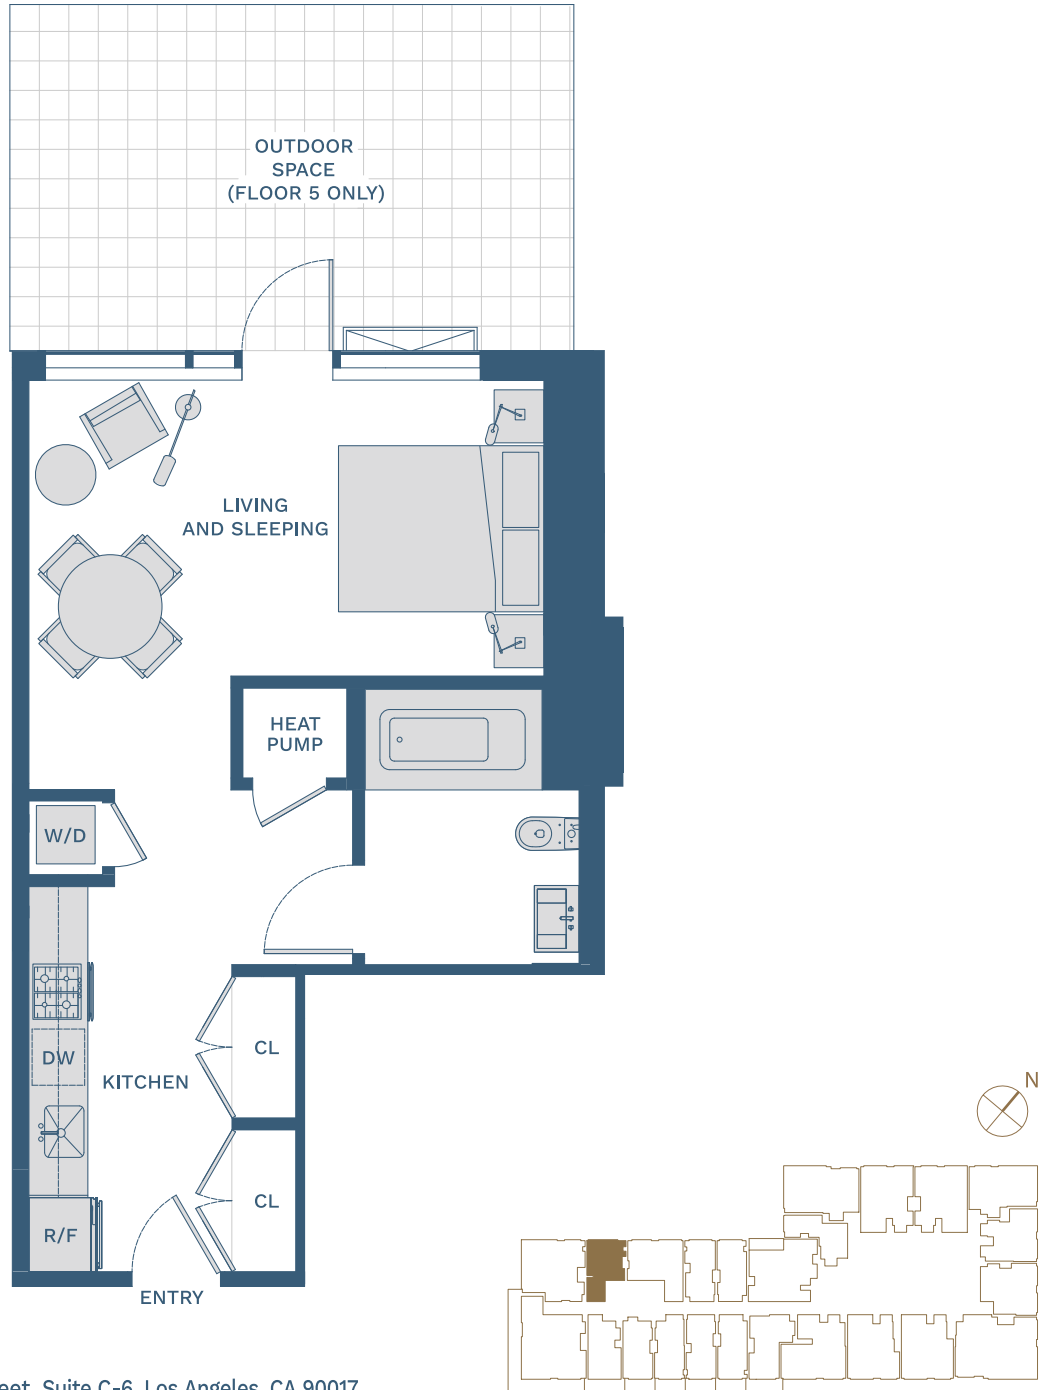 OUTDOOR
SPACE
(FLOOR 5 ONLY)
LIVING
AND SLEEPING
HEAT
PUMP
W/D
CL
DW
KITCHEN
CL
R/F
ENTRY
N
Suite C-6, Los Angeles, CA 90017